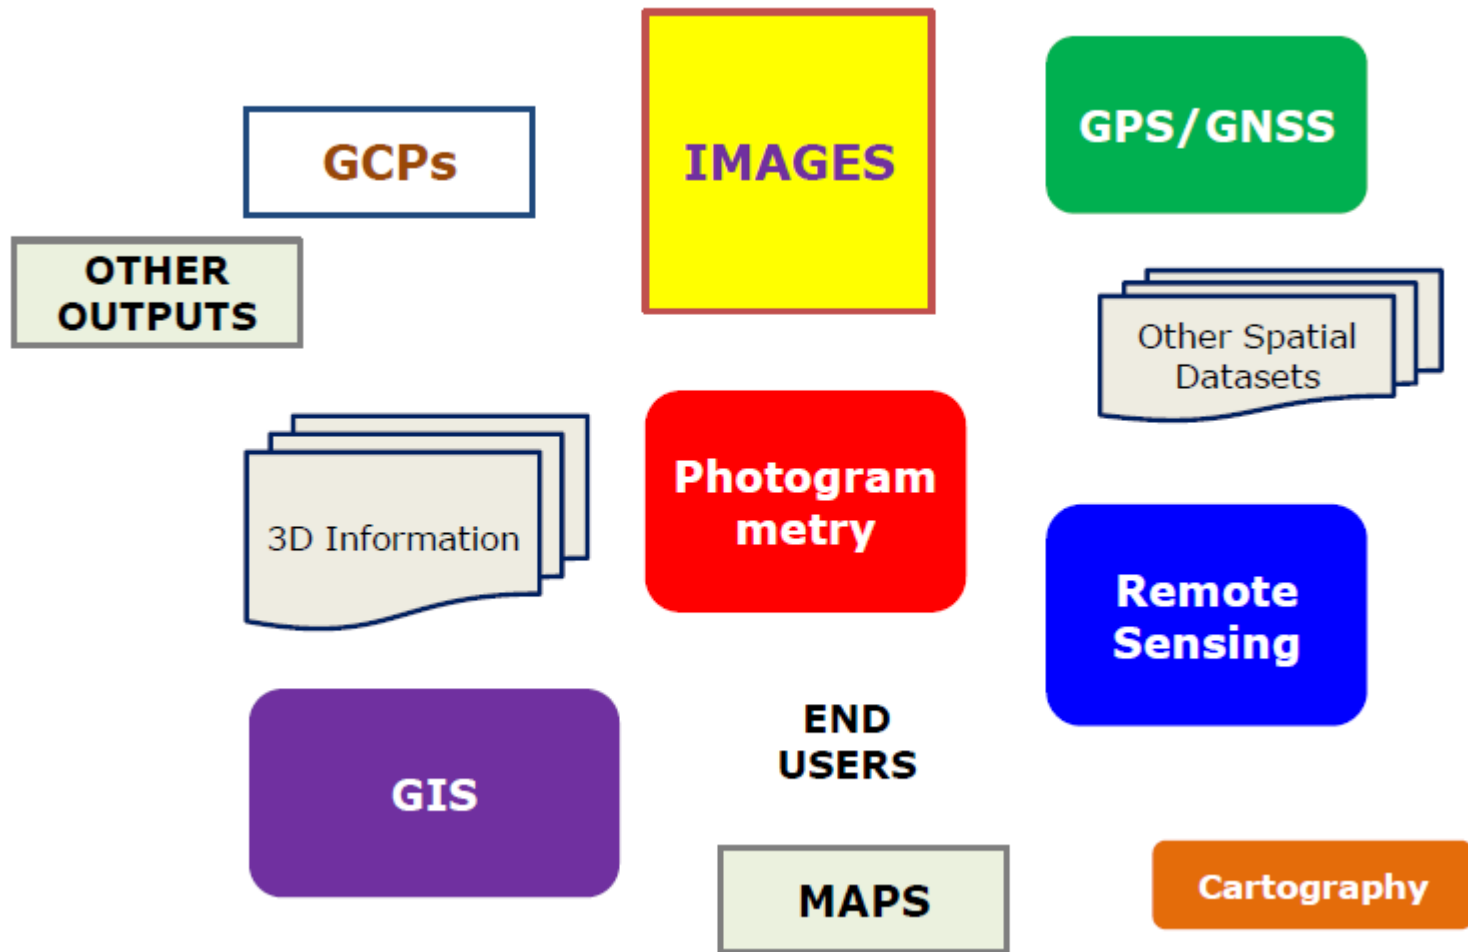 IMAGES
GPS/GNSS
GCPs
OTHER
OUTPUTS
Other Spatial
Datasets
Photogram
metry
3D Information
Remote
Sensing
END
USERS
GIS
MAPS
Cartography